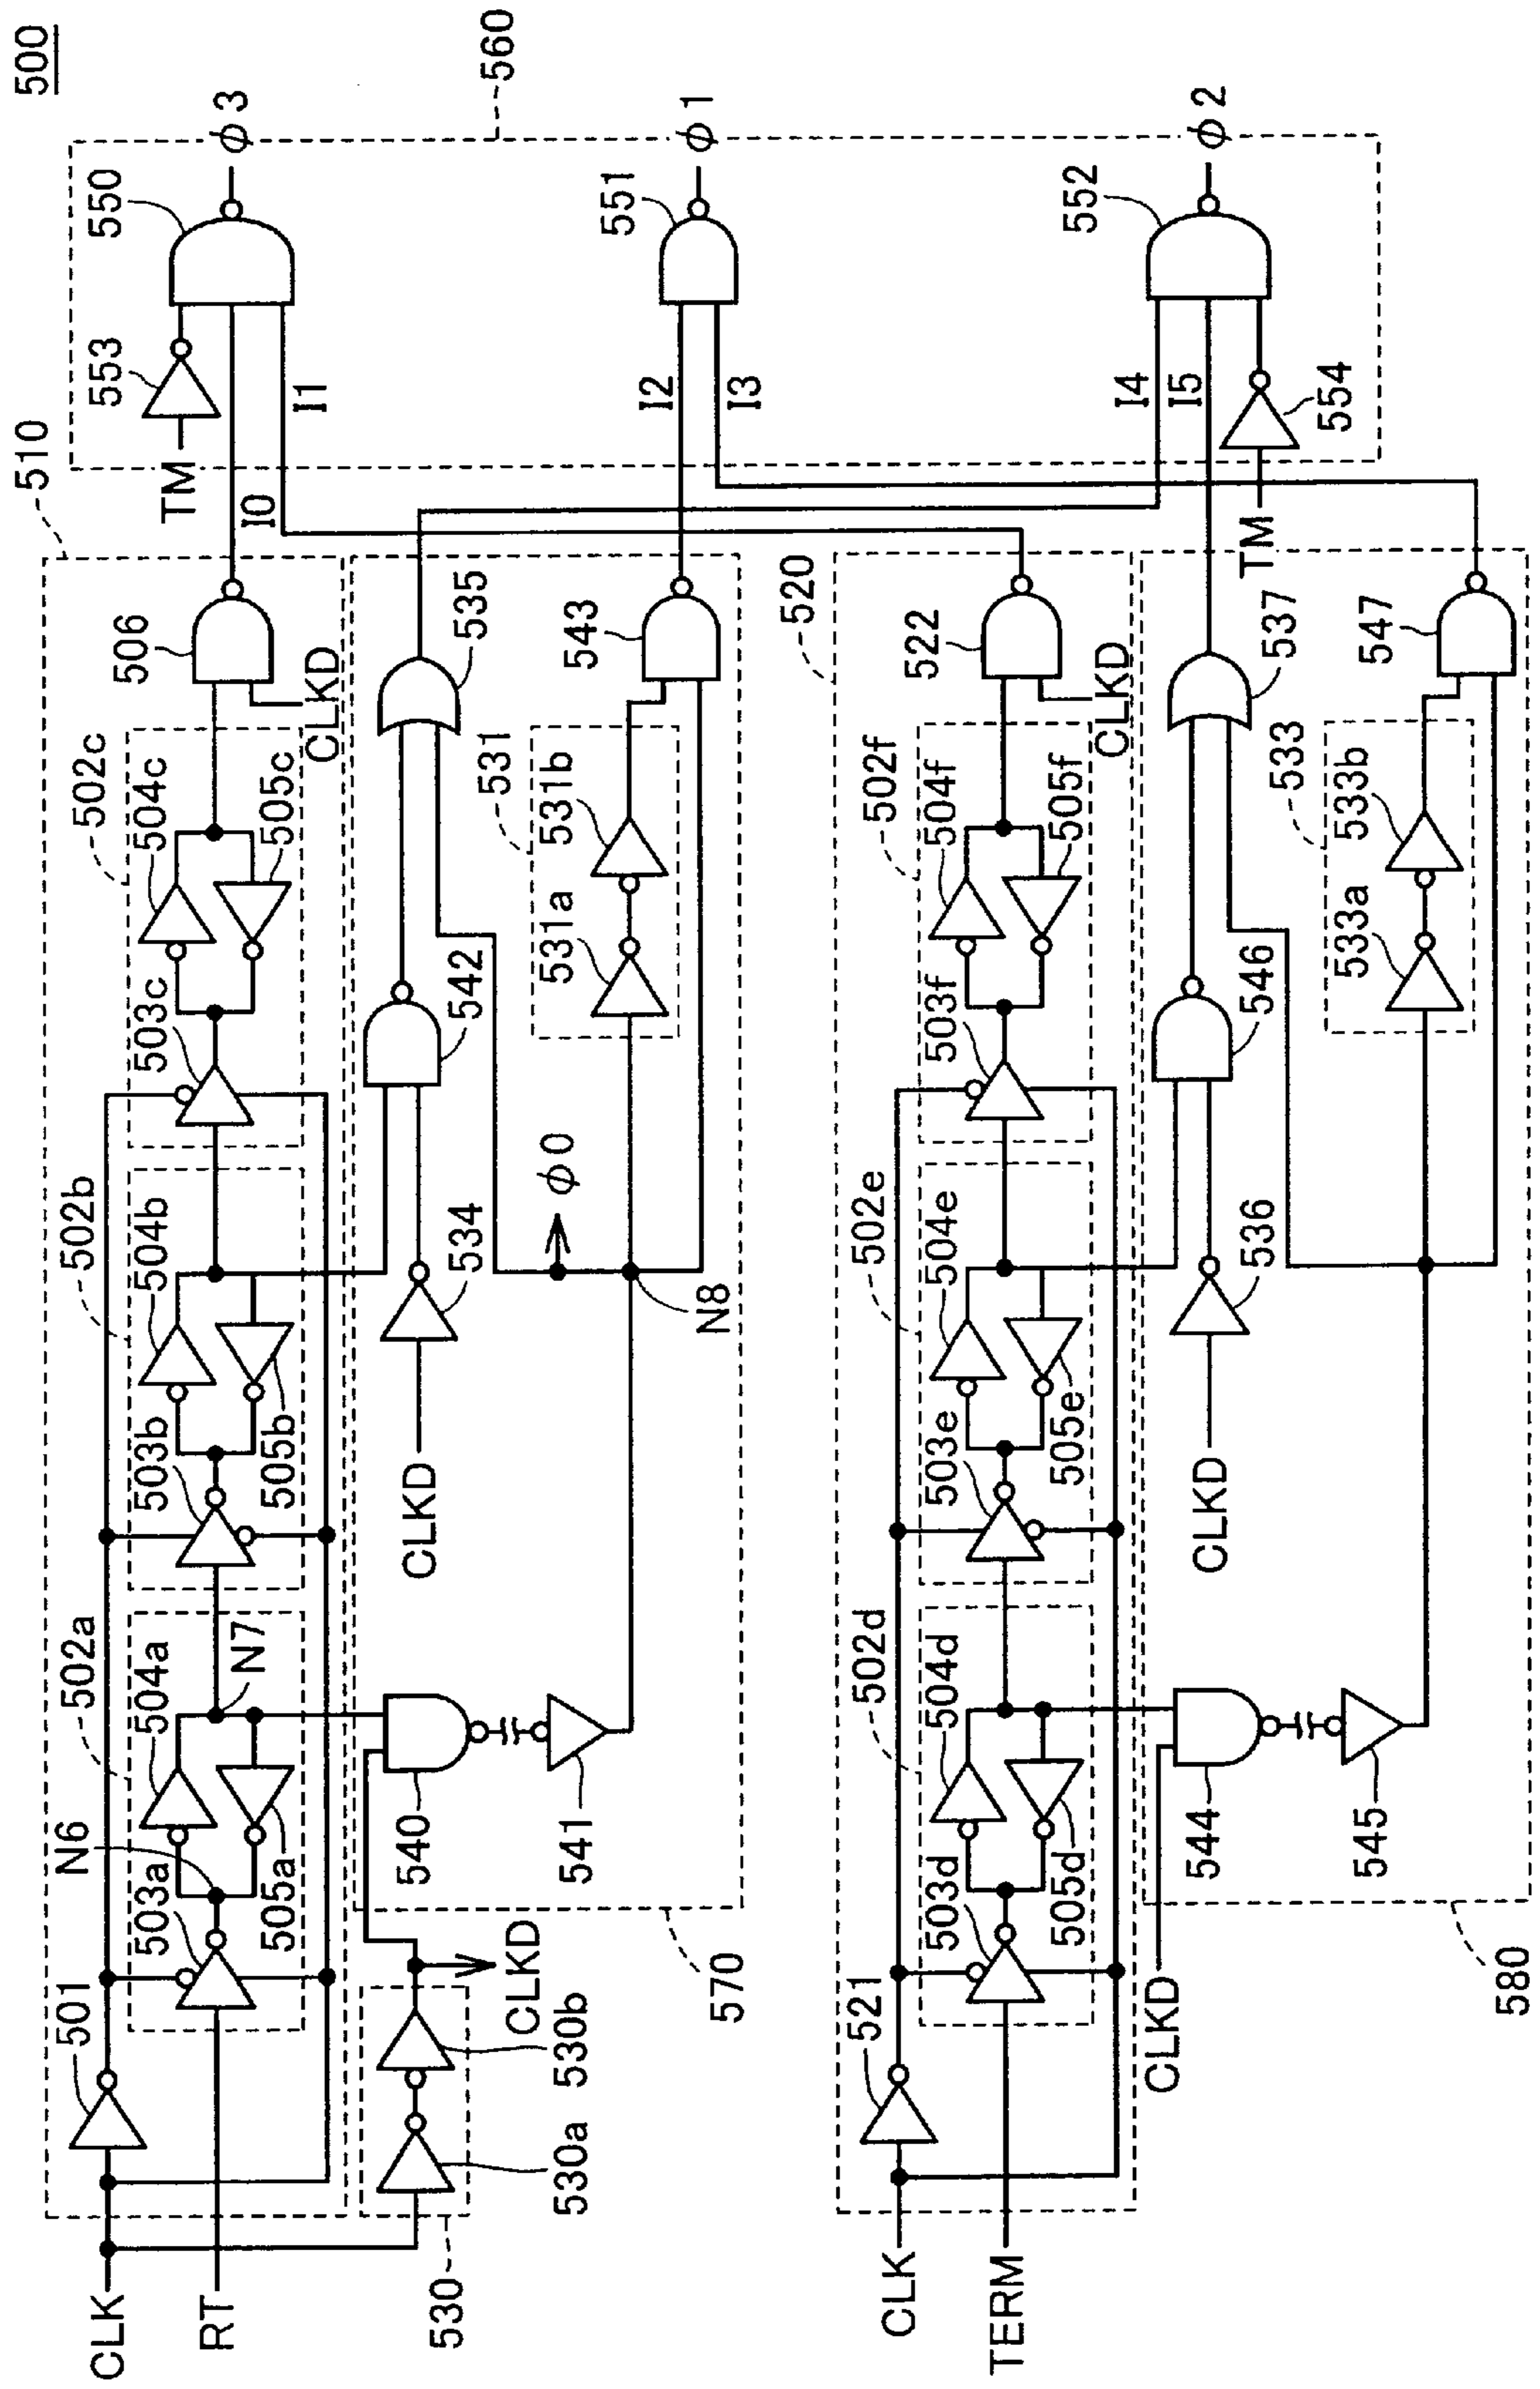 500
510
560
CLK
RT
501
502a
503a
504a
505a
N6
N7
502b
503b
504b
505b
502c
503c
504c
505c
506
CLKD
TM
553
550
I0
I1
φ3
530
530a
530b
CLKD
540
541
570
CLKD
534
542
535
φ0
N8
531
531a
531b
543
I2
I3
551
φ1
520
CLK
TERM
521
502d
503d
504d
505d
502e
503e
504e
505e
502f
503f
504f
505f
522
CLKD
I4
I5
552
φ2
TM
554
CLKD
544
545
580
CLKD
536
546
537
533
533a
533b
547